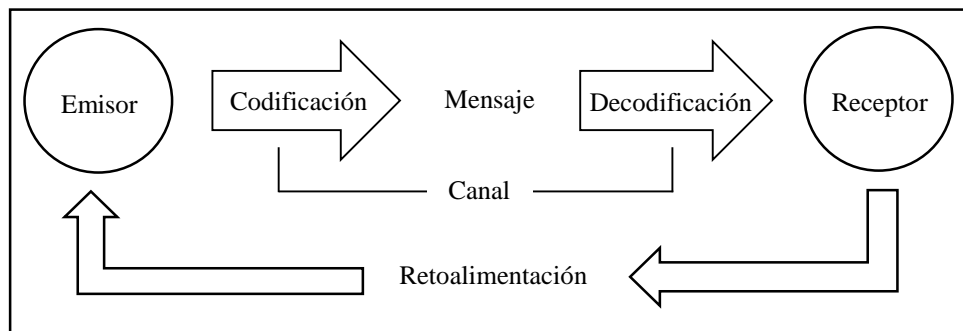 Emisor
Codificación
Mensaje
Decodificación
Receptor
Canal
Retoalimentación